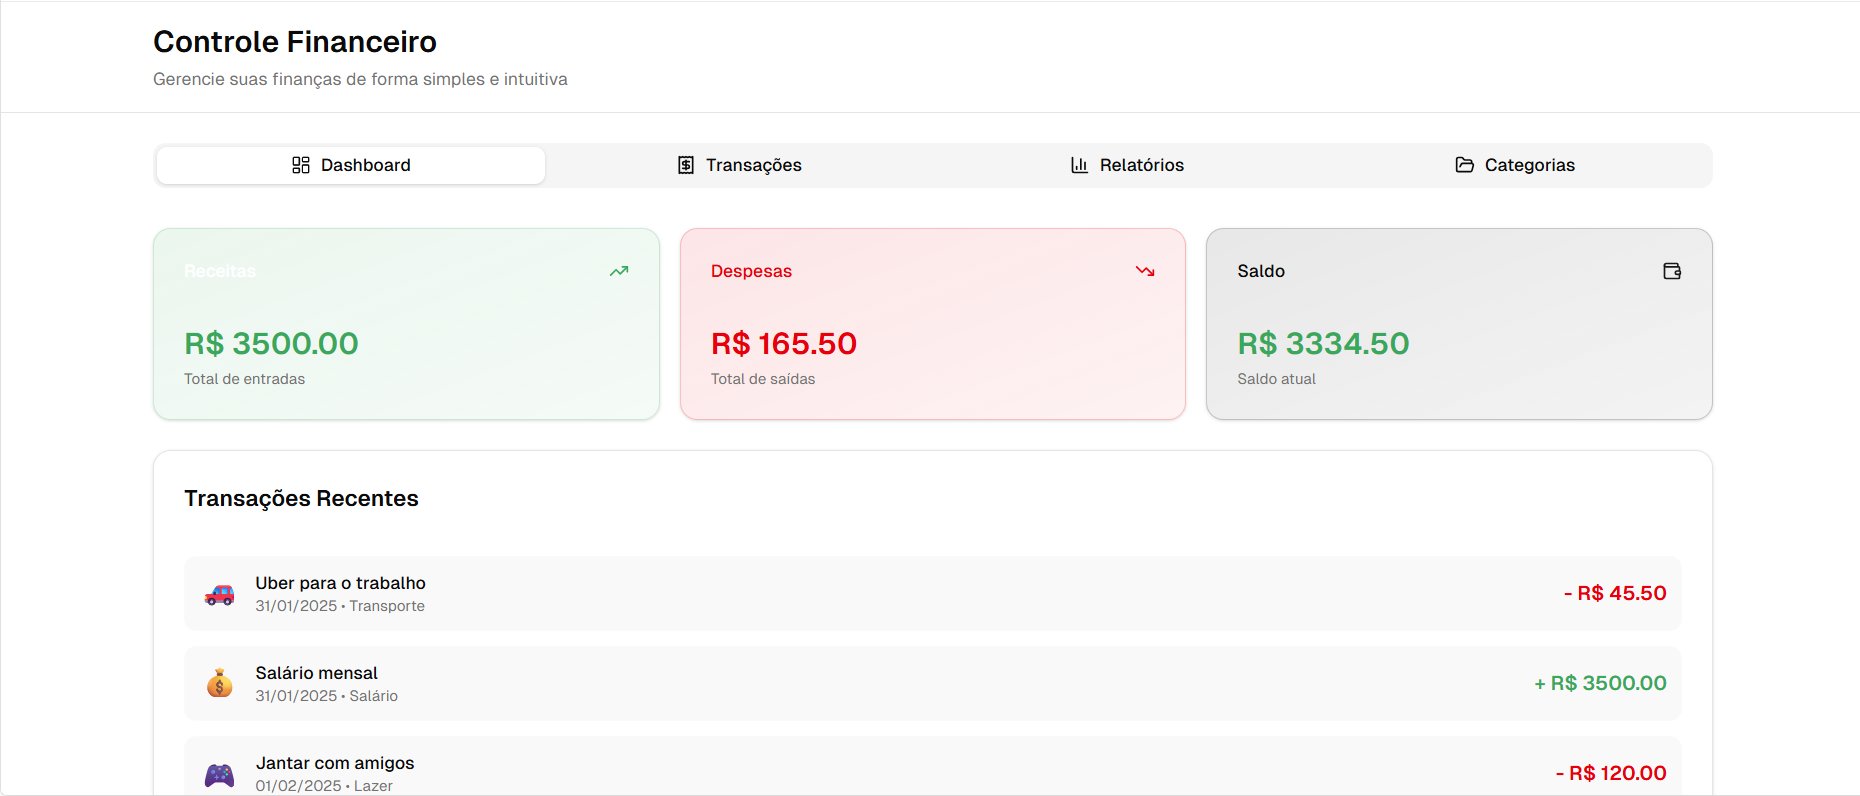 Controle Financeiro
Gerencie suas finanças de forma simples e intuitiva
Dashboard
Transações
Relatórios
Categorias
Receitas
R$ 3500.00
Total de entradas
Despesas
R$ 165.50
Total de saídas
Saldo
R$ 3334.50
Saldo atual
Transações Recentes
Uber para o trabalho
31/01/2025 • Transporte
- R$ 45.50
Salário mensal
31/01/2025 • Salário
+ R$ 3500.00
Jantar com amigos
01/02/2025 • Lazer
- R$ 120.00